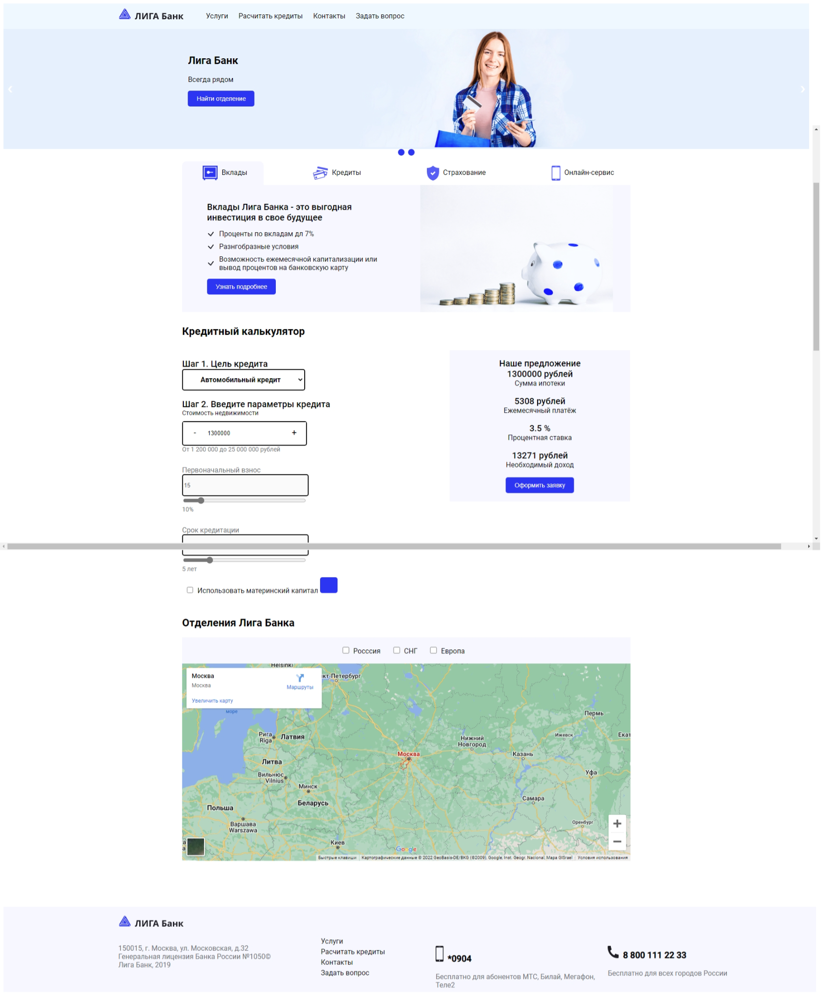 ЛИГА Банк
Услуги
Расчитать кредиты
Контакты
Задать вопрос
Лига Банк
Всегда рядом
Найти отделение
Вклады
Кредиты
Страхование
Онлайн-сервис
Вклады Лига Банка - это выгодная
инвестиция в свое будущее
Проценты по вкладам дл 7%
Разнгобразные условия
Возможность ежемесячной капитализации или
вывод процентов на банковскую карту
Узнать подробнее
Кредитный калькулятор
Шаг 1. Цель кредита
Автомобильный кредит
Шаг 2. Введите параметры кредита
Стоимость недвижимости
- 1300000 +
От 1 200 000 до 25 000 000 рублей
Первоначальный взнос
15
10%
Срок кредитации
5 лет
Использовать материнский капитал
Наше предложение
1300000 рублей
Сумма ипотеки
5308 рублей
Ежемесячный платёж
3.5 %
Процентная ставка
13271 рублей
Необходимый доход
Оформить заявку
Отделения Лига Банка
Росссия
СНГ
Европа
Helsinki
Москва
Москва
Маршруты
Увеличить карту
кт-Петербург
море
Пермь
Рига
Rīga
Латвия
Ижевск
Екат
Нижний
Новгород
Москва
Казань
Литва
Вильнюс
Vilnius
Уфа
Минск
Беларусь
Самара
Польша
Оренбург
Варшава
Warszawa
Киев
Google
Быстрые клавиши
Картографические данные © 2022 GeoBasis-DE/BKG (©2009), Google, Inst. Geogr. Nacional, Mapa GISrael
Условия использования
ЛИГА Банк
150015, г. Москва, ул. Московская, д.32
Генеральная лицензия Банка России №1050©
Лига Банк, 2019
Услуги
Расчитать кредиты
Контакты
Задать вопрос
*0904
Бесплатно для абонентов МТС, Билай, Мегафон,
Теле2
8 800 111 22 33
Бесплатно для всех городов России